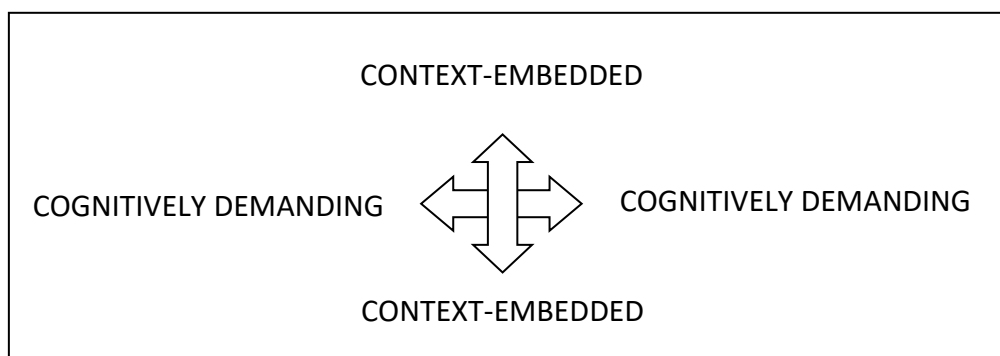 CONTEXT-EMBEDDED
COGNITIVELY DEMANDING COGNITIVELY DEMANDING
CONTEXT-EMBEDDED